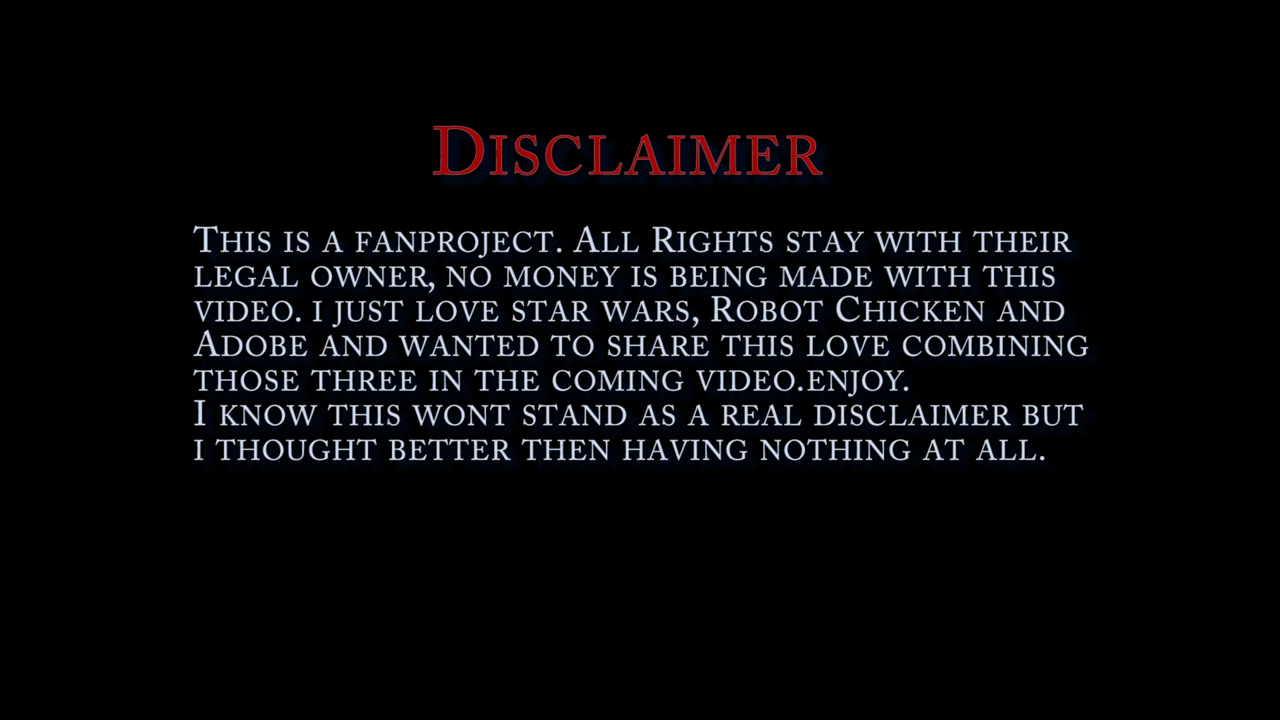 Disclaimer
This is a fanproject. All Rights stay with their
legal owner, no money is being made with this
video. I just love star wars, Robot Chicken and
Adobe and wanted to share this love combining
those three in the coming video.enjoy.
I know this wont stand as a real disclaimer but
I thought better then having nothing at all.